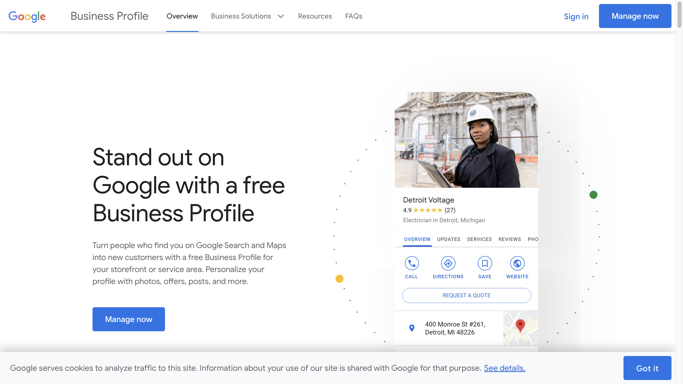 Google Business Profile Overview Business Solutions Resources FAQs Sign in Manage now
Stand out on
Google with a free
Business Profile
Turn people who find you on Google Search and Maps
into new customers with a free Business Profile for
your storefront or service area. Personalize your
profile with photos, offers, posts, and more.
Manage now
Detroit Voltage
4.9 ★★★★★ (27)
Electrician in Detroit, Michigan
OVERVIEW UPDATES SERVICES REVIEWS PHO
CALL DIRECTIONS SAVE WEBSITE
REQUEST A QUOTE
400 Monroe St #261,
Detroit, MI 48226
Google serves cookies to analyze traffic to this site. Information about your use of our site is shared with Google for that purpose. See details.
Got it